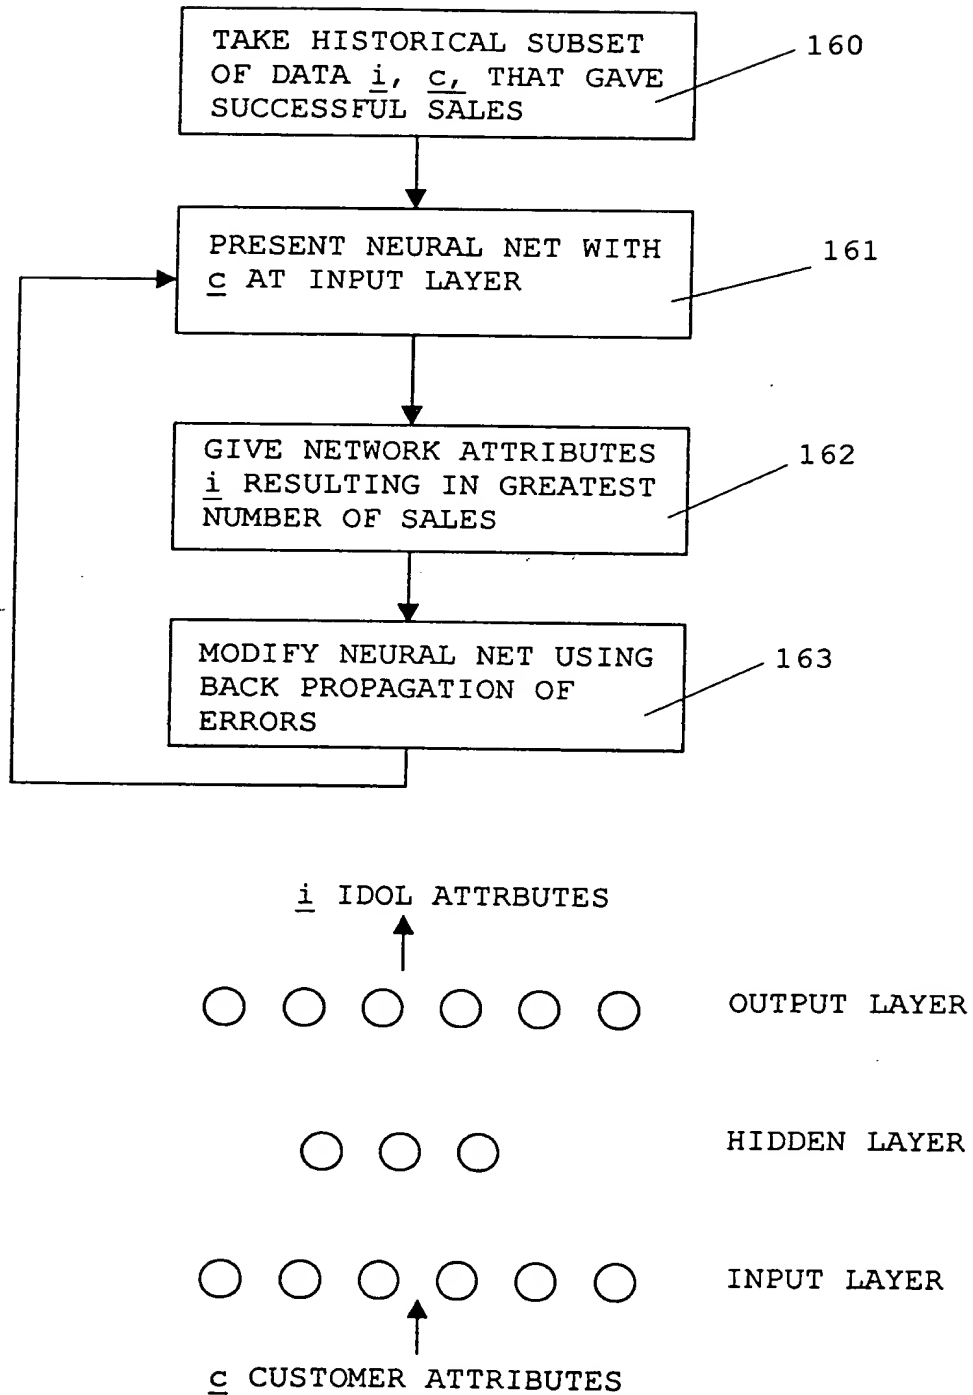 TAKE HISTORICAL SUBSET
OF DATA i, c, THAT GAVE
SUCCESSFUL SALES
160
PRESENT NEURAL NET WITH
c AT INPUT LAYER
161
GIVE NETWORK ATTRIBUTES
i RESULTING IN GREATEST
NUMBER OF SALES
162
MODIFY NEURAL NET USING
BACK PROPAGATION OF
ERRORS
163
i IDOL ATTRBUTES
OUTPUT LAYER
HIDDEN LAYER
INPUT LAYER
c CUSTOMER ATTRIBUTES